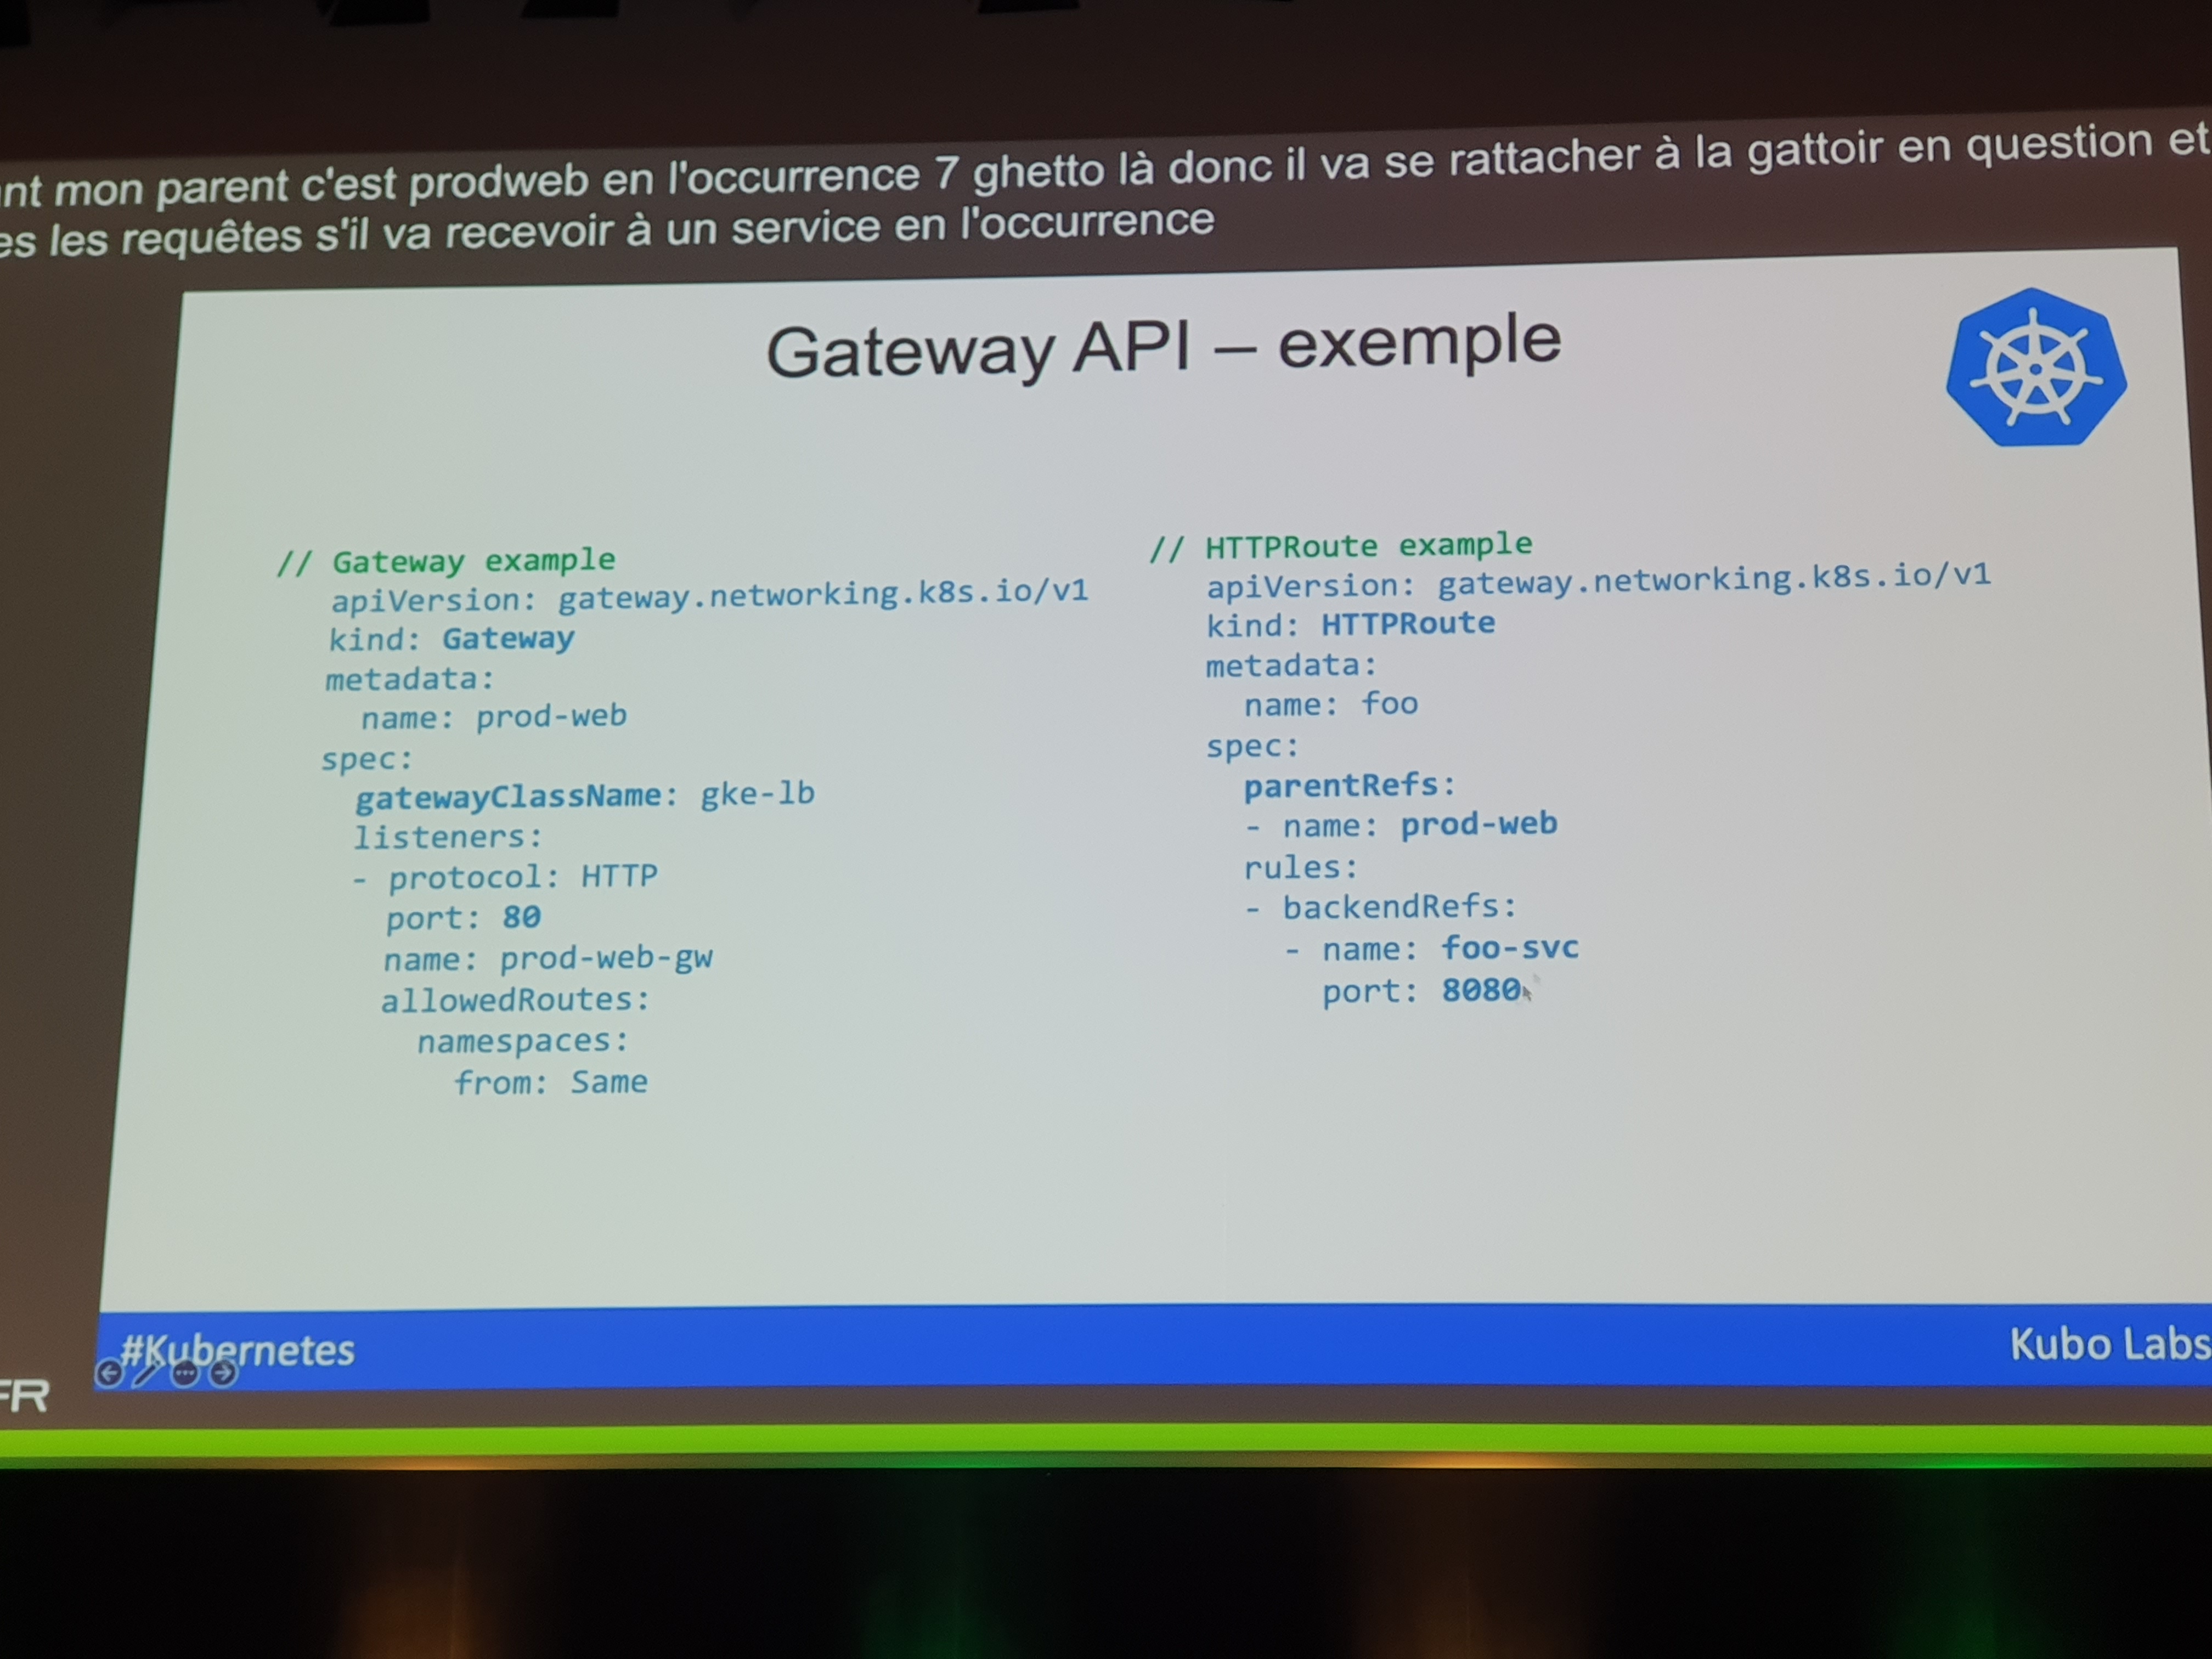 nt mon parent c'est prodweb en l'occurrence 7 ghetto là donc il va se rattacher à la gattoir en question et
es les requêtes s'il va recevoir à un service en l'occurrence
Gateway API – exemple
// Gateway example
apiVersion: gateway.networking.k8s.io/v1
kind: Gateway
metadata:
name: prod-web
spec:
gatewayClassName: gke-lb
listeners:
- protocol: HTTP
port: 80
name: prod-web-gw
allowedRoutes:
namespaces:
from: Same
// HTTPRoute example
apiVersion: gateway.networking.k8s.io/v1
kind: HTTPRoute
metadata:
name: foo
spec:
parentRefs:
- name: prod-web
rules:
- backendRefs:
- name: foo-svc
port: 8080
#Kubernetes
Kubo Labs
FR